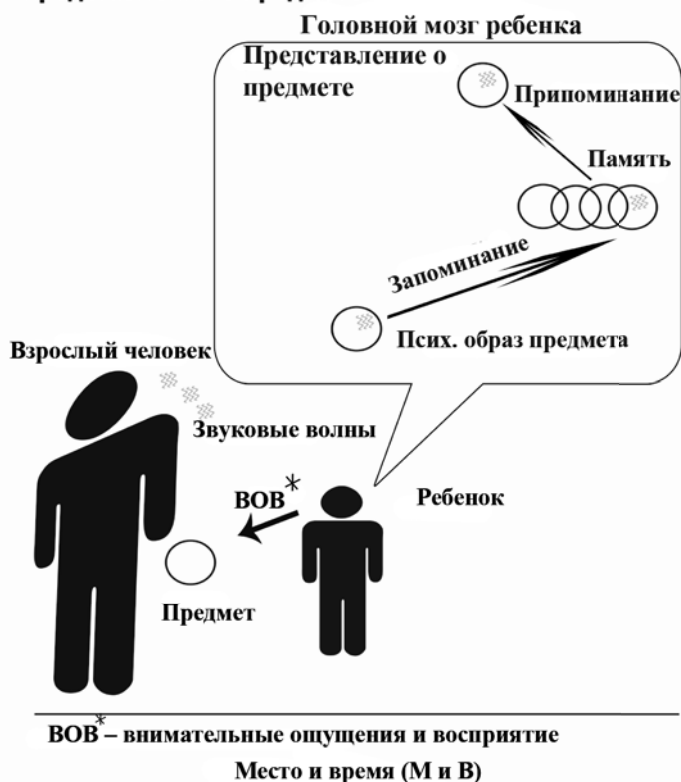 Головной мозг ребенка
Представление о
предмете
Припоминание
Память
Запоминание
Псих. образ предмета
Взрослый человек
Звуковые волны
ВОВ*
Ребенок
Предмет
ВОВ* – внимательные ощущения и восприятие
Место и время (М и В)